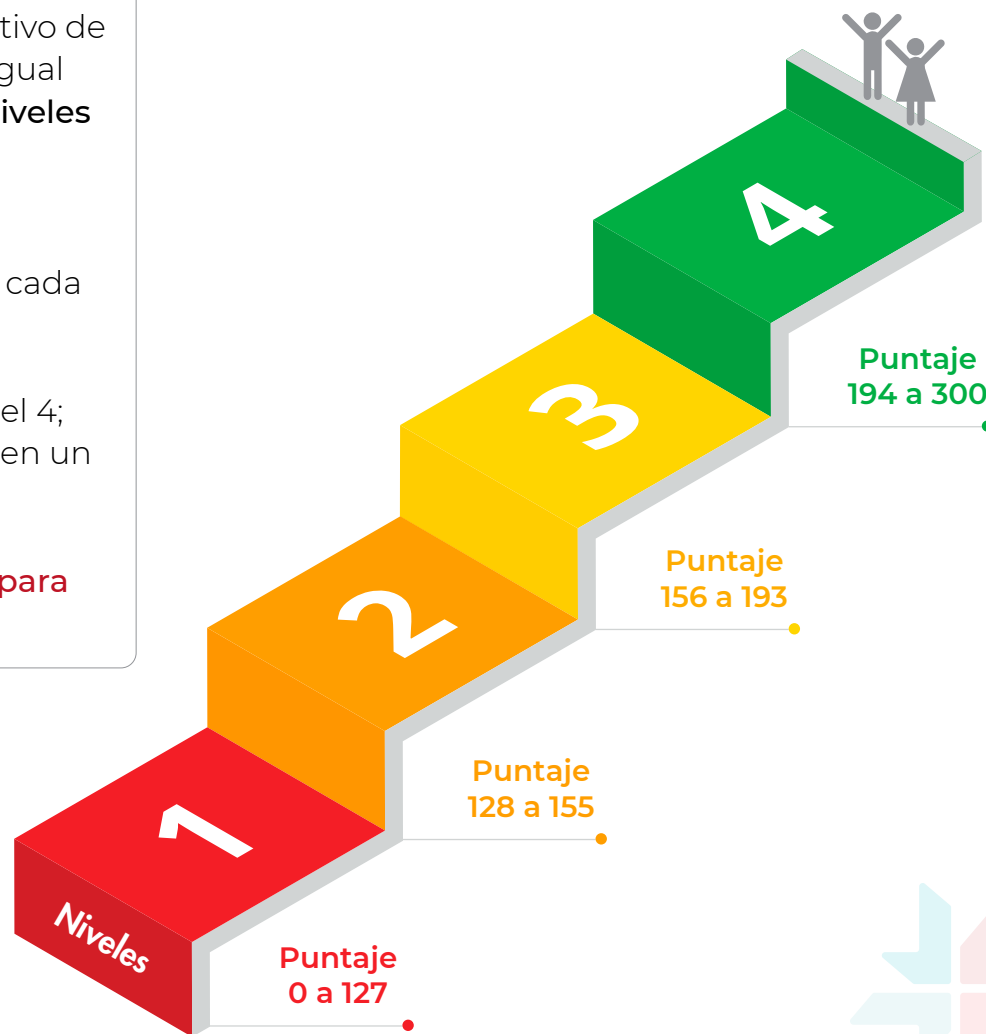 tivo de
gual
iveles
cada
el 4;
en un
para
4
Puntaje
194 a 300
3
Puntaje
156 a 193
2
Puntaje
128 a 155
1
Niveles
Puntaje
0 a 127